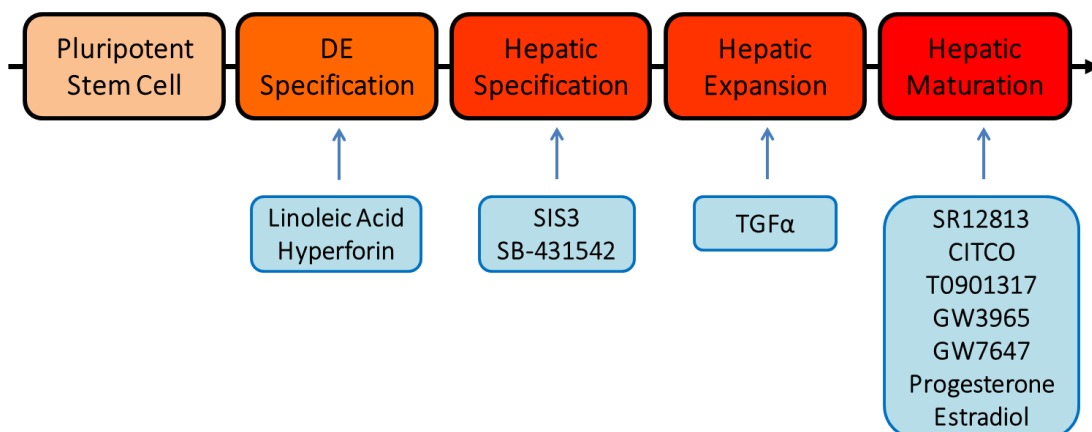 Pluripotent
Stem Cell
DE
Specification
Hepatic
Specification
Hepatic
Expansion
Hepatic
Maturation
Linoleic Acid
Hyperforin
SIS3
SB-431542
TGFα
SR12813
CITCO
T0901317
GW3965
GW7647
Progesterone
Estradiol